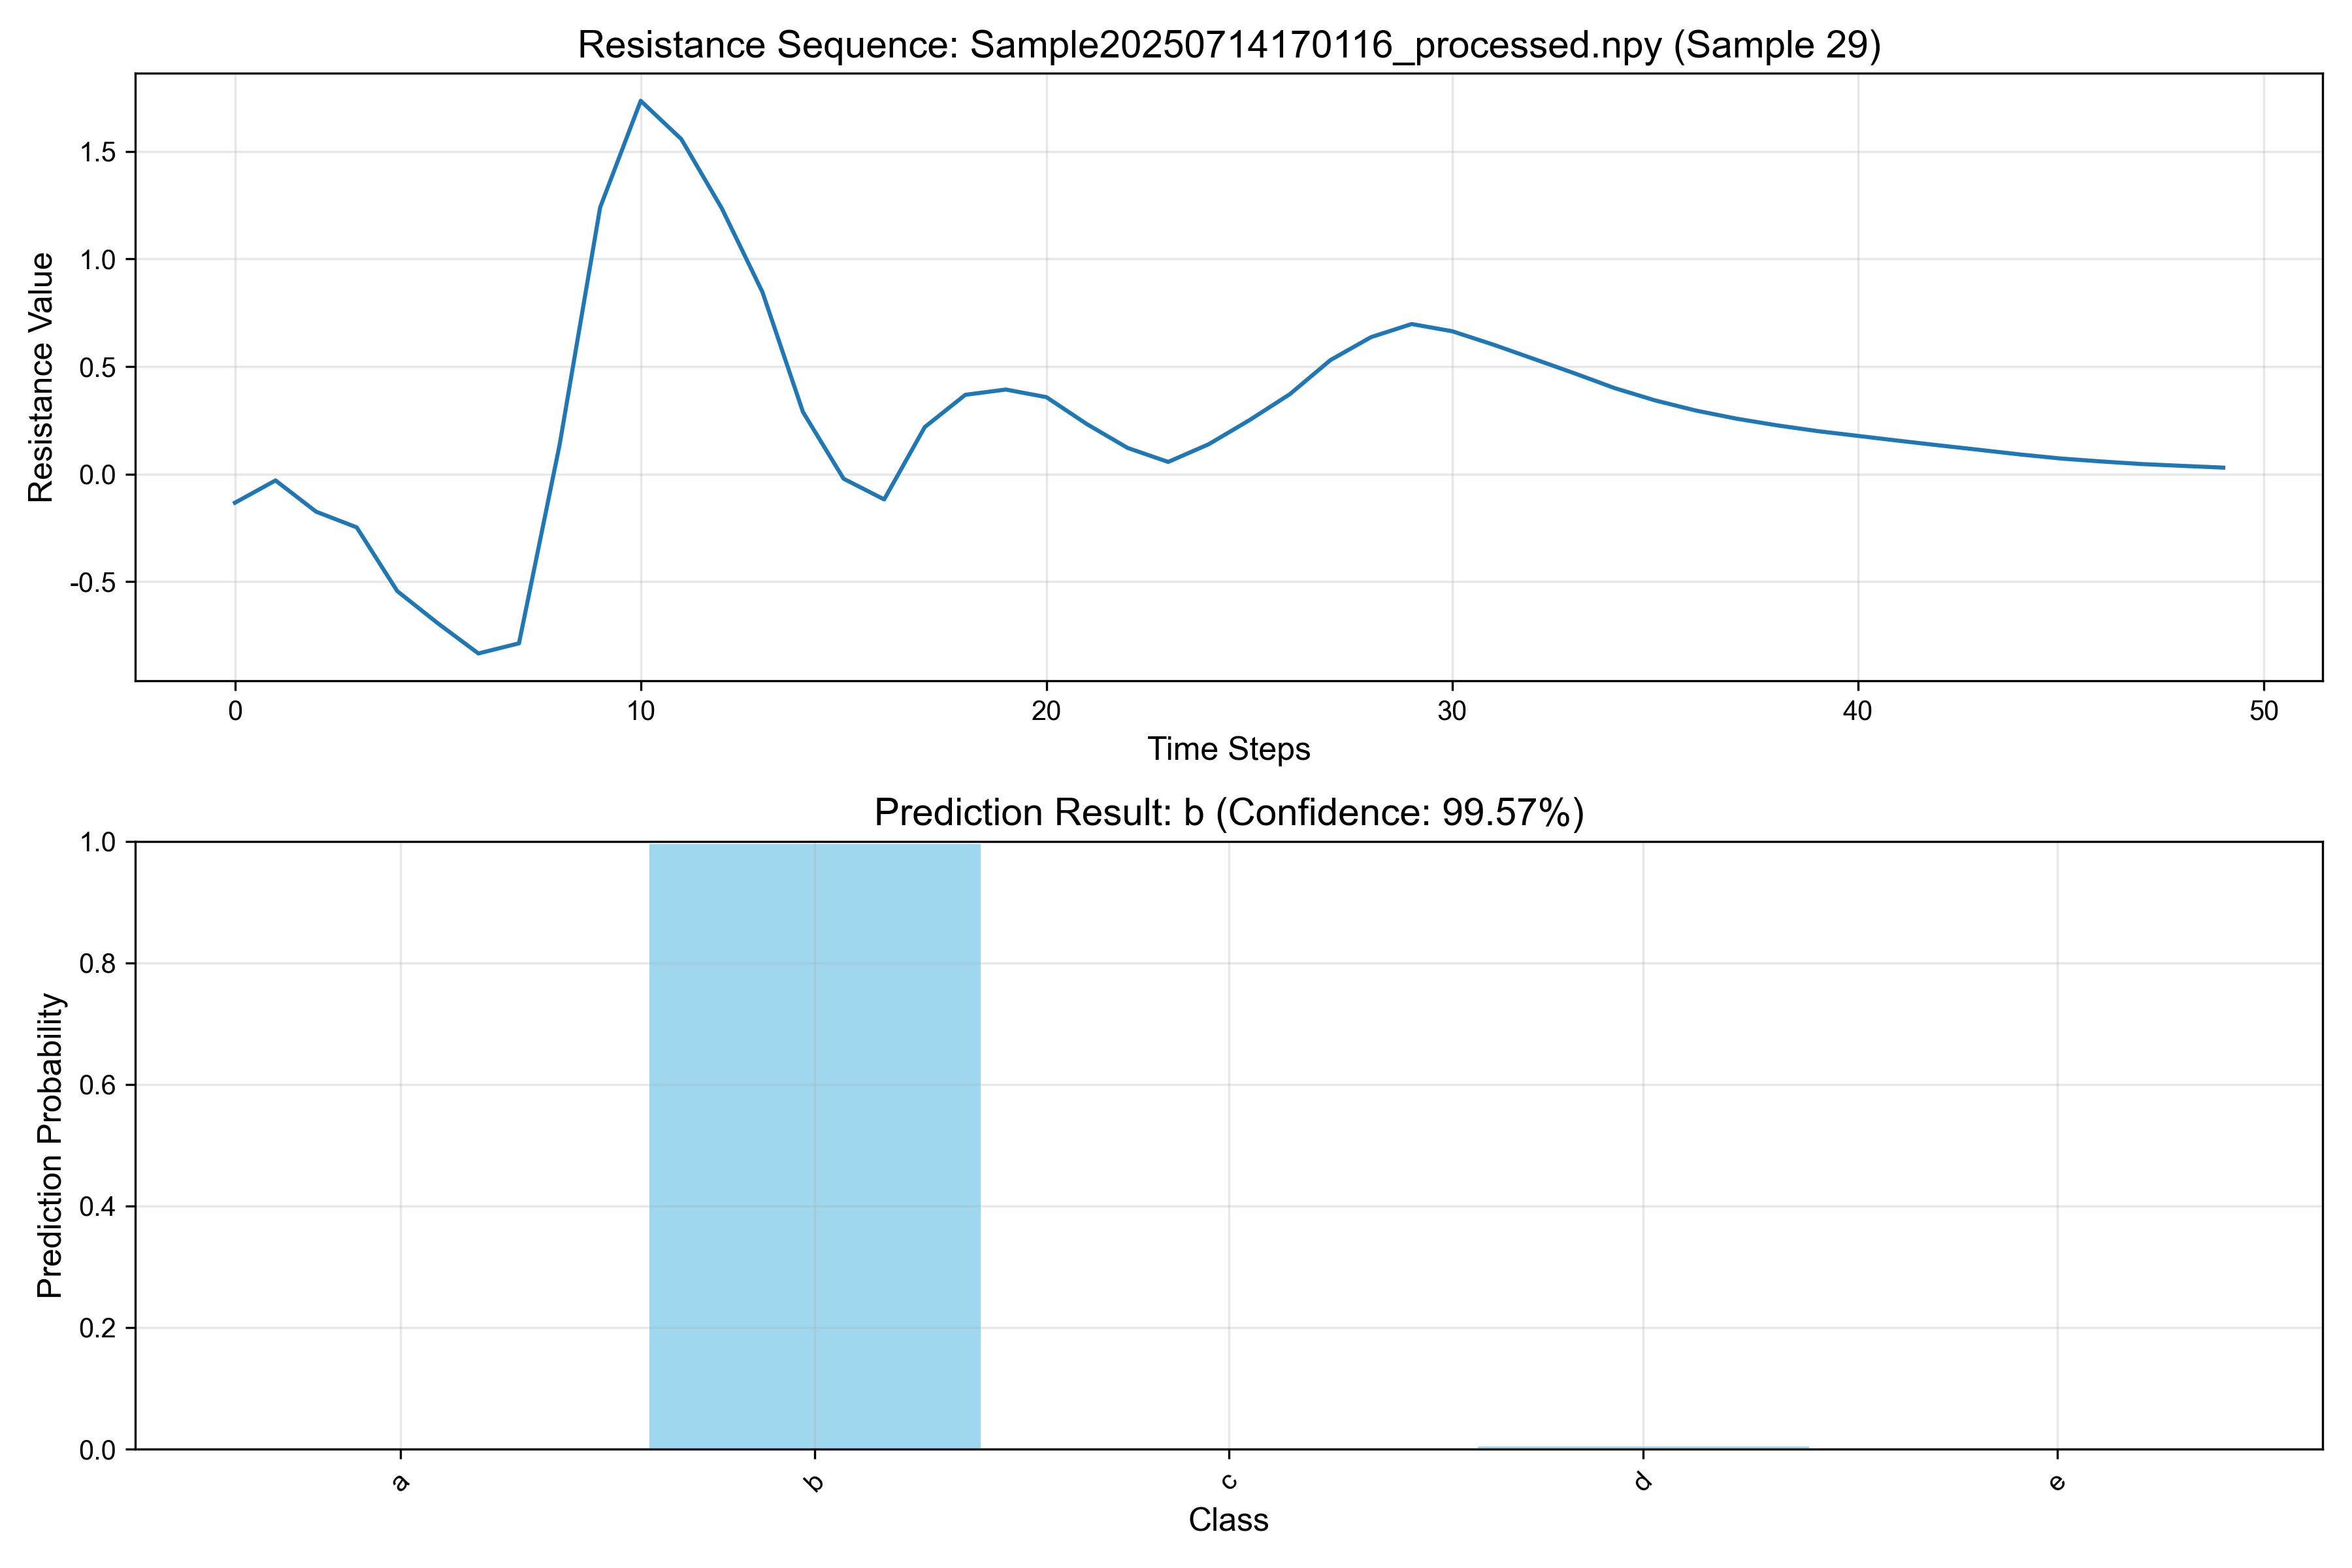 Resistance Sequence: Sample20250714170116_processed.npy (Sample 29)
Resistance Value
1.5
1.0
0.5
0.0
-0.5
0 10 20 30 40 50
Time Steps
Prediction Result: b (Confidence: 99.57%)
Prediction Probability
1.0
0.8
0.6
0.4
0.2
0.0
a b c d e
Class